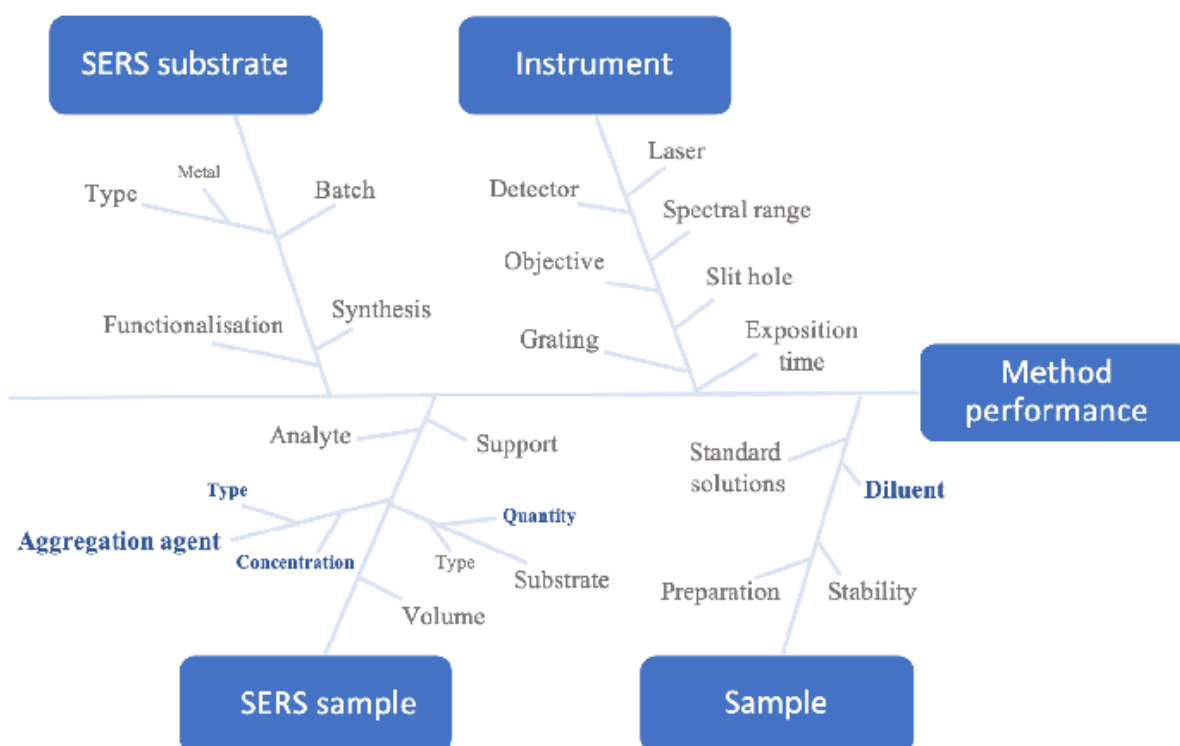 SERS substrate
Instrument
Metal
Type
Batch
Functionalisation
Synthesis
Laser
Detector
Spectral range
Objective
Slit hole
Grating
Exposition
time
Method
performance
Analyte
Support
Type
Aggregation agent
Concentration
Quantity
Type
Substrate
Volume
Standard
solutions
Diluent
Preparation
Stability
SERS sample
Sample